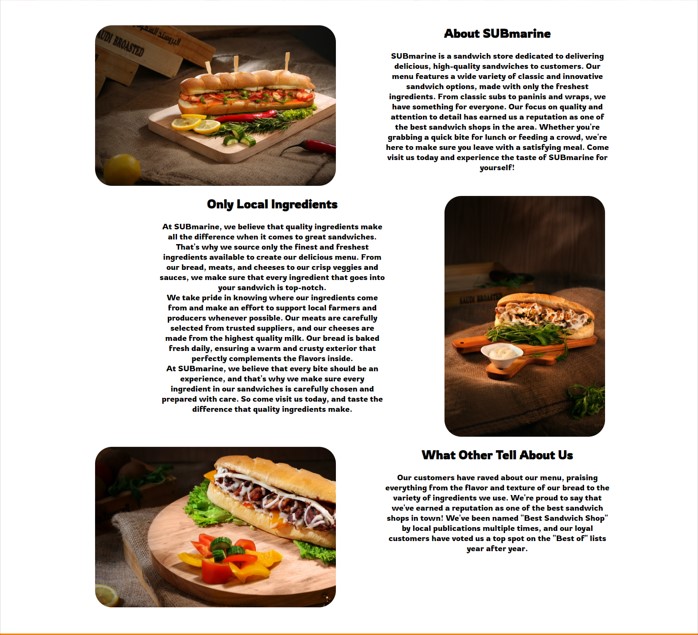 About SUBmarine
SUBmarine is a sandwich store dedicated to delivering
delicious, high-quality sandwiches to customers. Our
menu features a wide variety of classic and innovative
sandwich options, made with only the freshest
ingredients. From classic subs to paninis and wraps, we
have something for everyone. Our focus on quality and
attention to detail has earned us a reputation as one of
the best sandwich shops in the area. Whether you're
grabbing a quick bite for lunch or feeding a crowd, we're
here to make sure you leave with a satisfying meal. Come
visit us today and experience the taste of SUBmarine for
yourself!
Only Local Ingredients
At SUBmarine, we believe that quality ingredients make
all the difference when it comes to great sandwiches.
That's why we source only the finest and freshest
ingredients available to create our delicious menu. From
our bread, meats, and cheeses to our crisp veggies and
sauces, we make sure that every ingredient that goes into
your sandwich is top-notch.
We take pride in knowing where our ingredients come
from and make an effort to support local farmers and
producers whenever possible. Our meats are carefully
selected from trusted suppliers, and our cheeses are
made from the highest quality milk. Our bread is baked
fresh daily, ensuring a warm and crusty exterior that
perfectly complements the flavors inside.
At SUBmarine, we believe that every bite should be an
experience, and that's why we make sure every
ingredient in our sandwiches is carefully chosen and
prepared with care. So come visit us today, and taste the
difference that quality ingredients make.
What Other Tell About Us
Our customers have raved about our menu, praising
everything from the flavor and texture of our bread to the
variety of ingredients we use. We're proud to say that
we've earned a reputation as one of the best sandwich
shops in town! We've been named "Best Sandwich Shop"
by local publications multiple times, and our loyal
customers have voted us a top spot on the "Best of" lists
year after year.